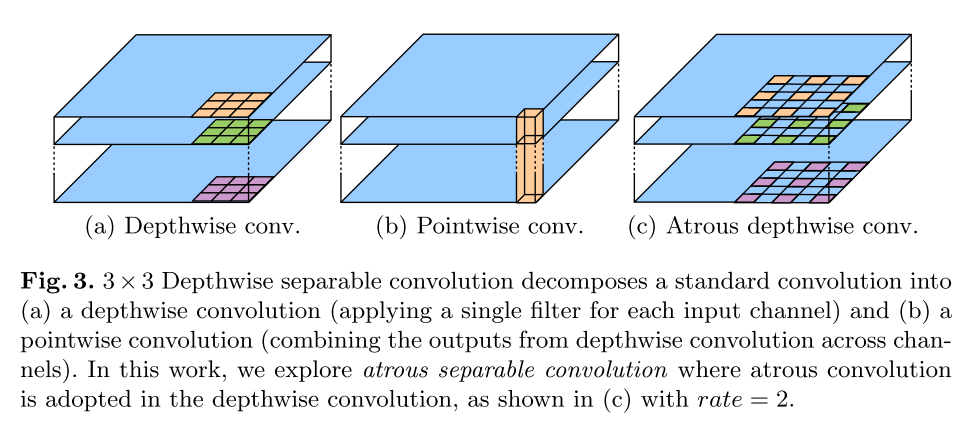 (a) Depthwise conv. (b) Pointwise conv. (c) Atrous depthwise conv.
Fig. 3. 3 × 3 Depthwise separable convolution decomposes a standard convolution into
(a) a depthwise convolution (applying a single filter for each input channel) and (b) a
pointwise convolution (combining the outputs from depthwise convolution across chan-
nels). In this work, we explore atrous separable convolution where atrous convolution
is adopted in the depthwise convolution, as shown in (c) with rate = 2.